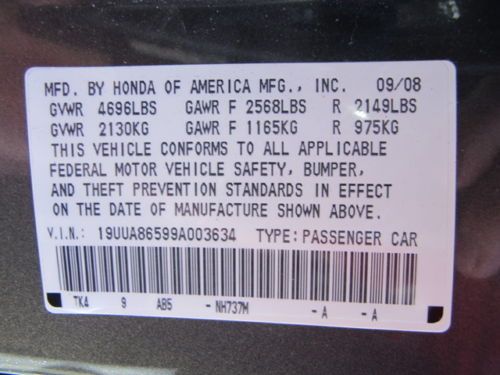 MFD. BY HONDA OF AMERICA MFG., INC. 09/08
GVWR 4696LBS GAWR F 2568LBS R 2149LBS
GVWR 2130KG GAWR F 1165KG R 975KG
THIS VEHICLE CONFORMS TO ALL APPLICABLE
FEDERAL MOTOR VEHICLE SAFETY, BUMPER,
AND THEFT PREVENTION STANDARDS IN EFFECT
ON THE DATE OF MANUFACTURE SHOWN ABOVE.
V.I.N.: 19UUA86599A003634 TYPE: PASSENGER CAR
TK4 9 AB5 -NH737M -A -A